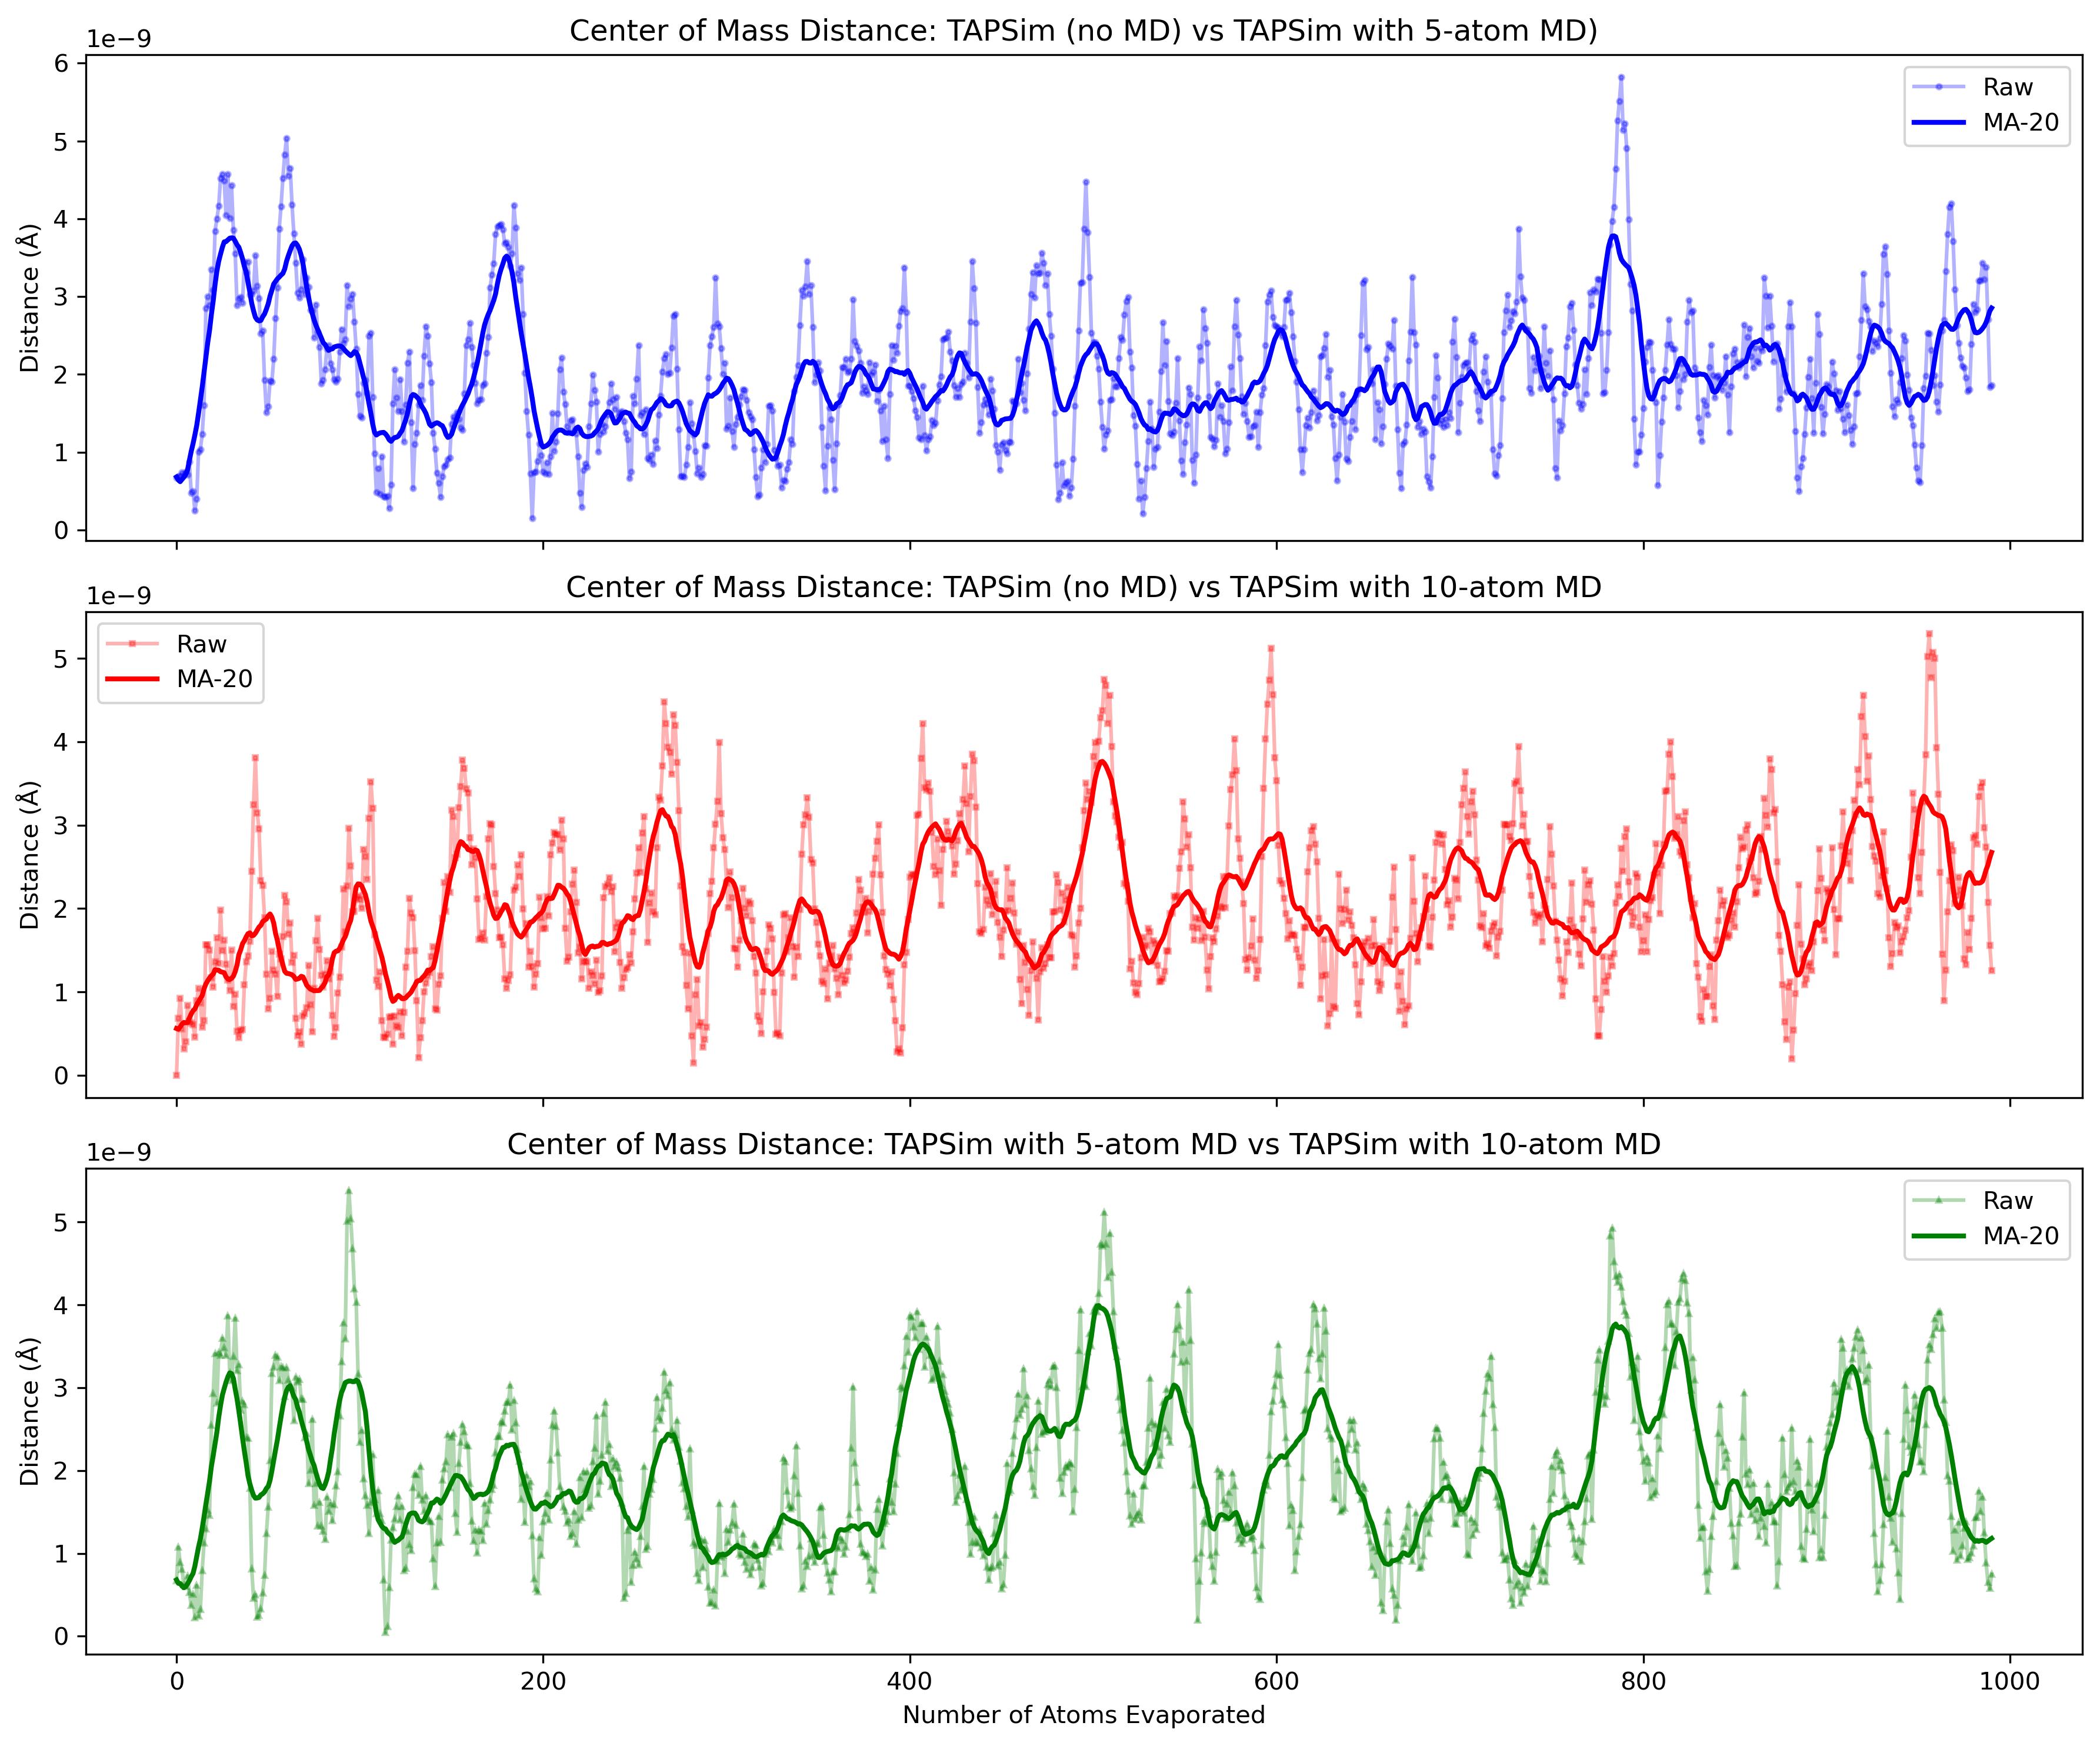 Center of Mass Distance: TAPSim (no MD) vs TAPSim with 5-atom MD)
1e−9
6
5
4
3
2
1
0
Distance (Å)
Raw
MA-20
Center of Mass Distance: TAPSim (no MD) vs TAPSim with 10-atom MD
1e−9
5
4
3
2
1
0
Distance (Å)
Raw
MA-20
Center of Mass Distance: TAPSim with 5-atom MD vs TAPSim with 10-atom MD
1e−9
5
4
3
2
1
0
Distance (Å)
Raw
MA-20
0 200 400 600 800 1000
Number of Atoms Evaporated